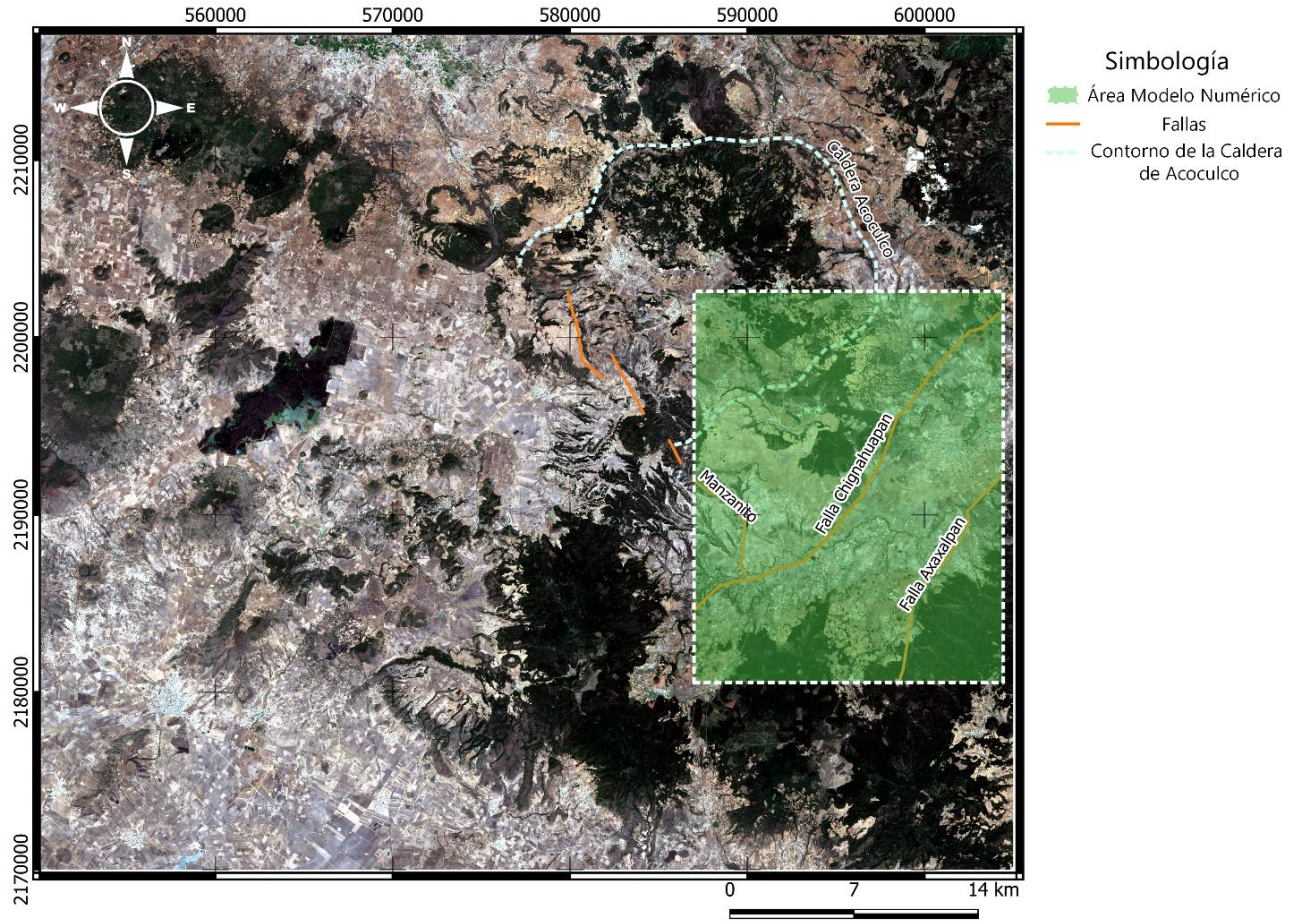 560000
570000
580000
590000
600000
N
W
E
S
2210000
2200000
2190000
2180000
2170000
Caldera Acoculco
Manzanito
Falla Chignahuapan
Falla Axaxalpan
Simbología
Área Modelo Numérico
Fallas
Contorno de la Caldera
de Acoculco
0 7 14 km